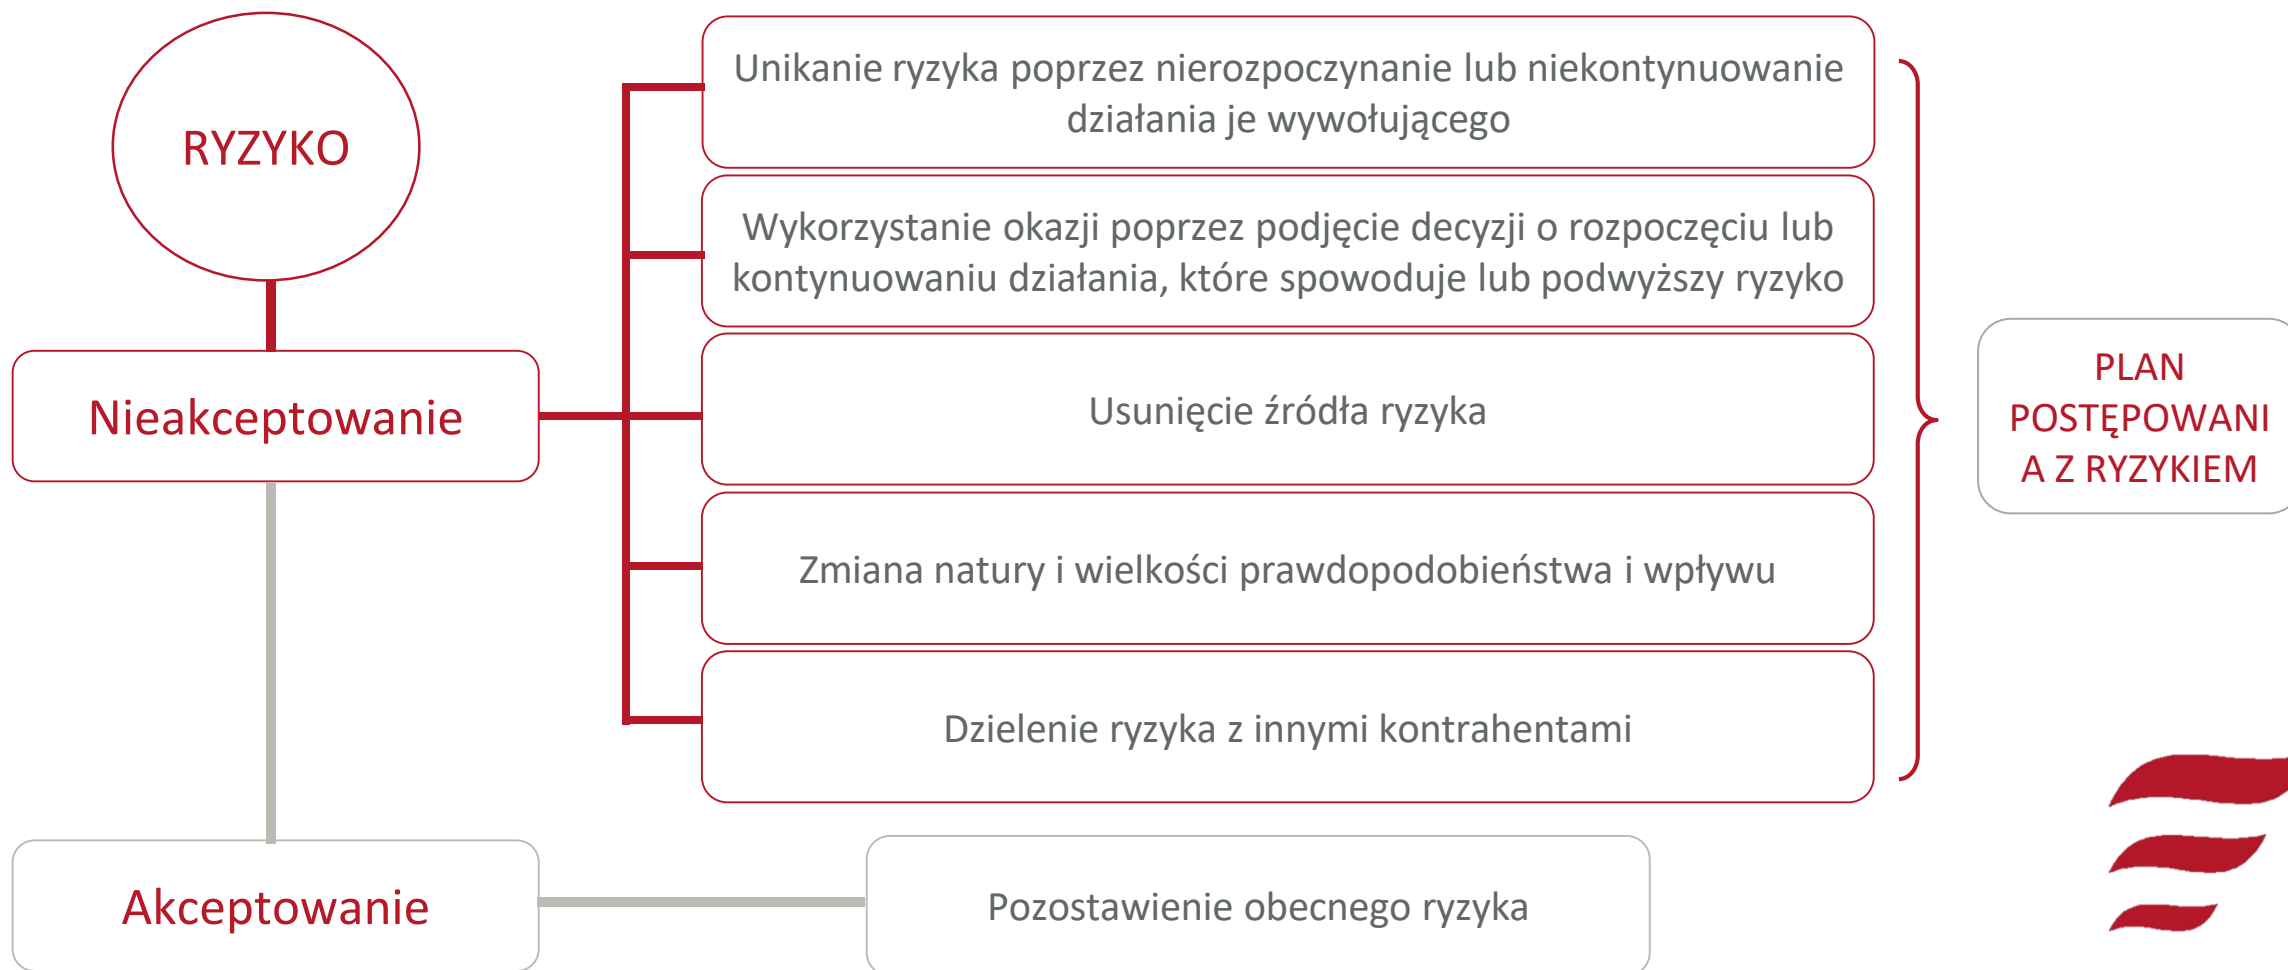 RYZYKO
Nieakceptowanie
Unikanie ryzyka poprzez nierozpoczynanie lub niekontynuowanie
działania je wywołującego
Wykorzystanie okazji poprzez podjęcie decyzji o rozpoczęciu lub
kontynuowaniu działania, które spowoduje lub podwyższy ryzyko
Usunięcie źródła ryzyka
Zmiana natury i wielkości prawdopodobieństwa i wpływu
Dzielenie ryzyka z innymi kontrahentami
PLAN
POSTĘPOWANI
A Z RYZYKIEM
Akceptowanie
Pozostawienie obecnego ryzyka